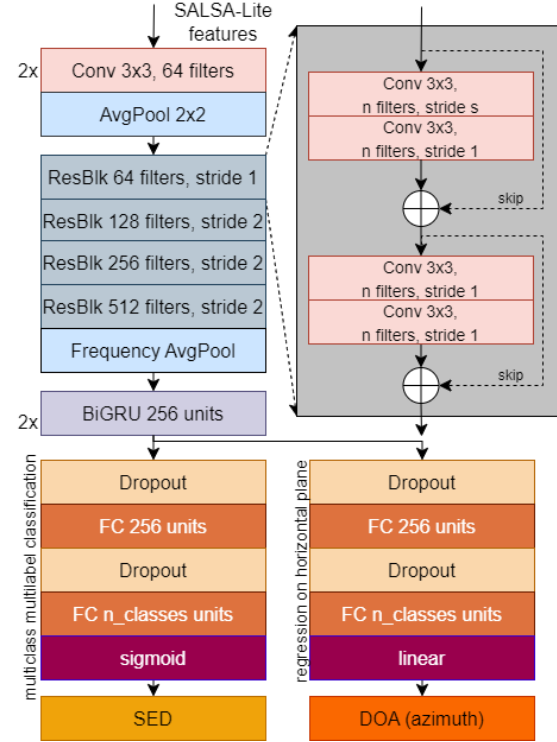 SALSA-Lite
features
2x
Conv 3x3, 64 filters
AvgPool 2x2
ResBlk 64 filters, stride 1
ResBlk 128 filters, stride 2
ResBlk 256 filters, stride 2
ResBlk 512 filters, stride 2
Frequency AvgPool
2x
BiGRU 256 units
Conv 3x3,
n filters, stride s
Conv 3x3,
n filters, stride 1
skip
Conv 3x3,
n filters, stride 1
Conv 3x3,
n filters, stride 1
skip
multiclass multilabel classification
Dropout
FC 256 units
Dropout
FC n_classes units
sigmoid
SED
regression on horizontal plane
Dropout
FC 256 units
Dropout
FC n_classes units
linear
DOA (azimuth)